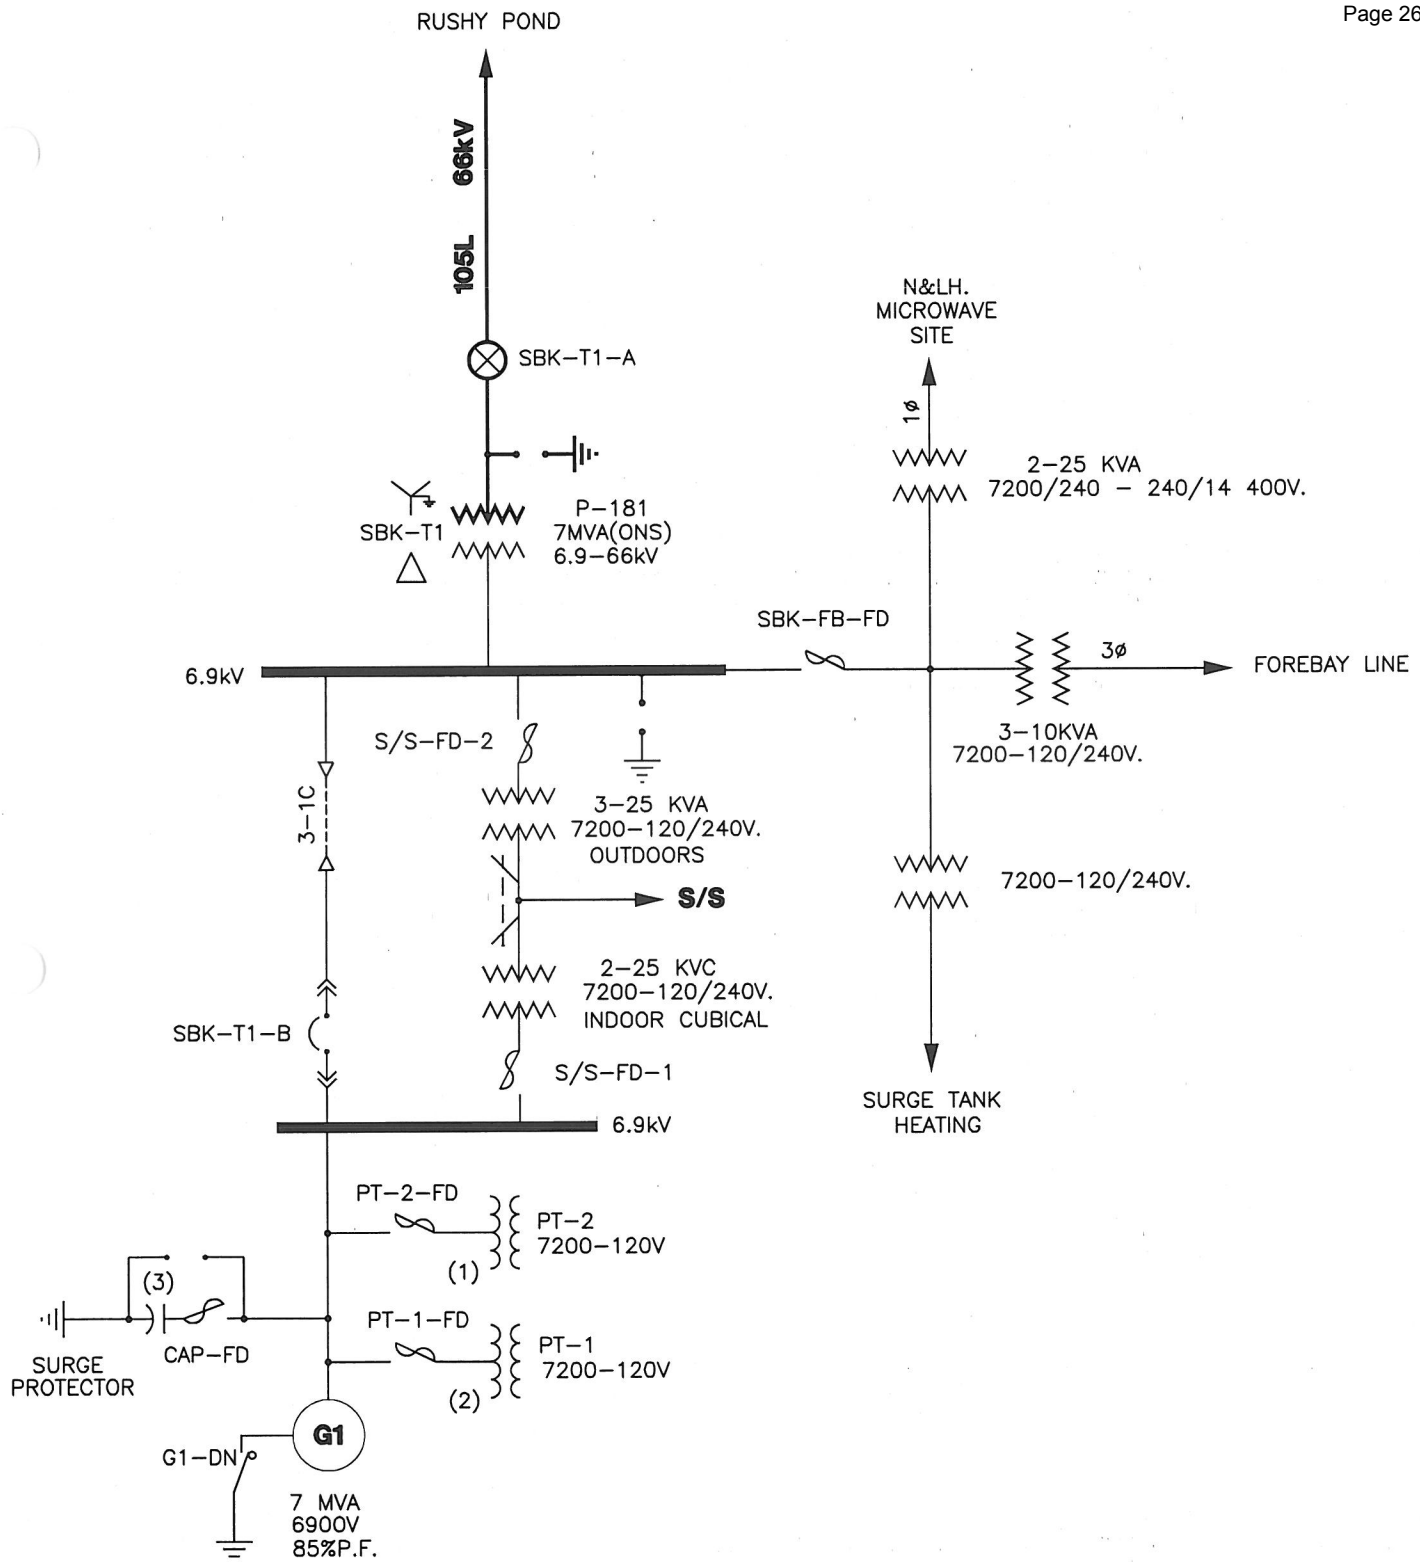 Page 26
RUSHY POND
105L 66kV
SBK-T1-A
N&LH.
MICROWAVE
SITE
1ø
2-25 KVA
7200/240 - 240/14 400V.
SBK-T1
P-181
7MVA(ONS)
6.9-66kV
SBK-FB-FD
6.9kV
3ø
FOREBAY LINE
3-10KVA
7200-120/240V.
S/S-FD-2
3-1C
3-25 KVA
7200-120/240V.
OUTDOORS
S/S
7200-120/240V.
2-25 KVC
7200-120/240V.
INDOOR CUBICAL
SBK-T1-B
S/S-FD-1
SURGE TANK
HEATING
6.9kV
PT-2-FD
PT-2
7200-120V
(1)
(3)
CAP-FD
SURGE
PROTECTOR
PT-1-FD
PT-1
7200-120V
(2)
G1
G1-DN
7 MVA
6900V
85%P.F.